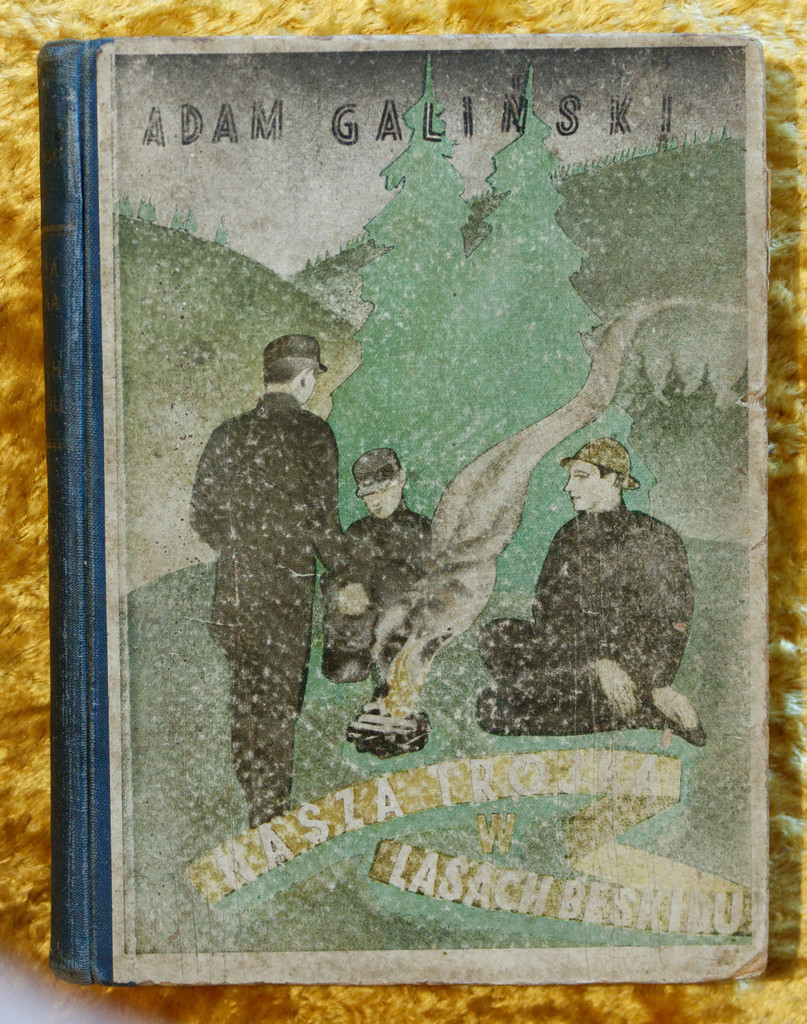 ADAM GALIŃSKI
NASZA TRÓJKA
W
LASACH BESKIDU